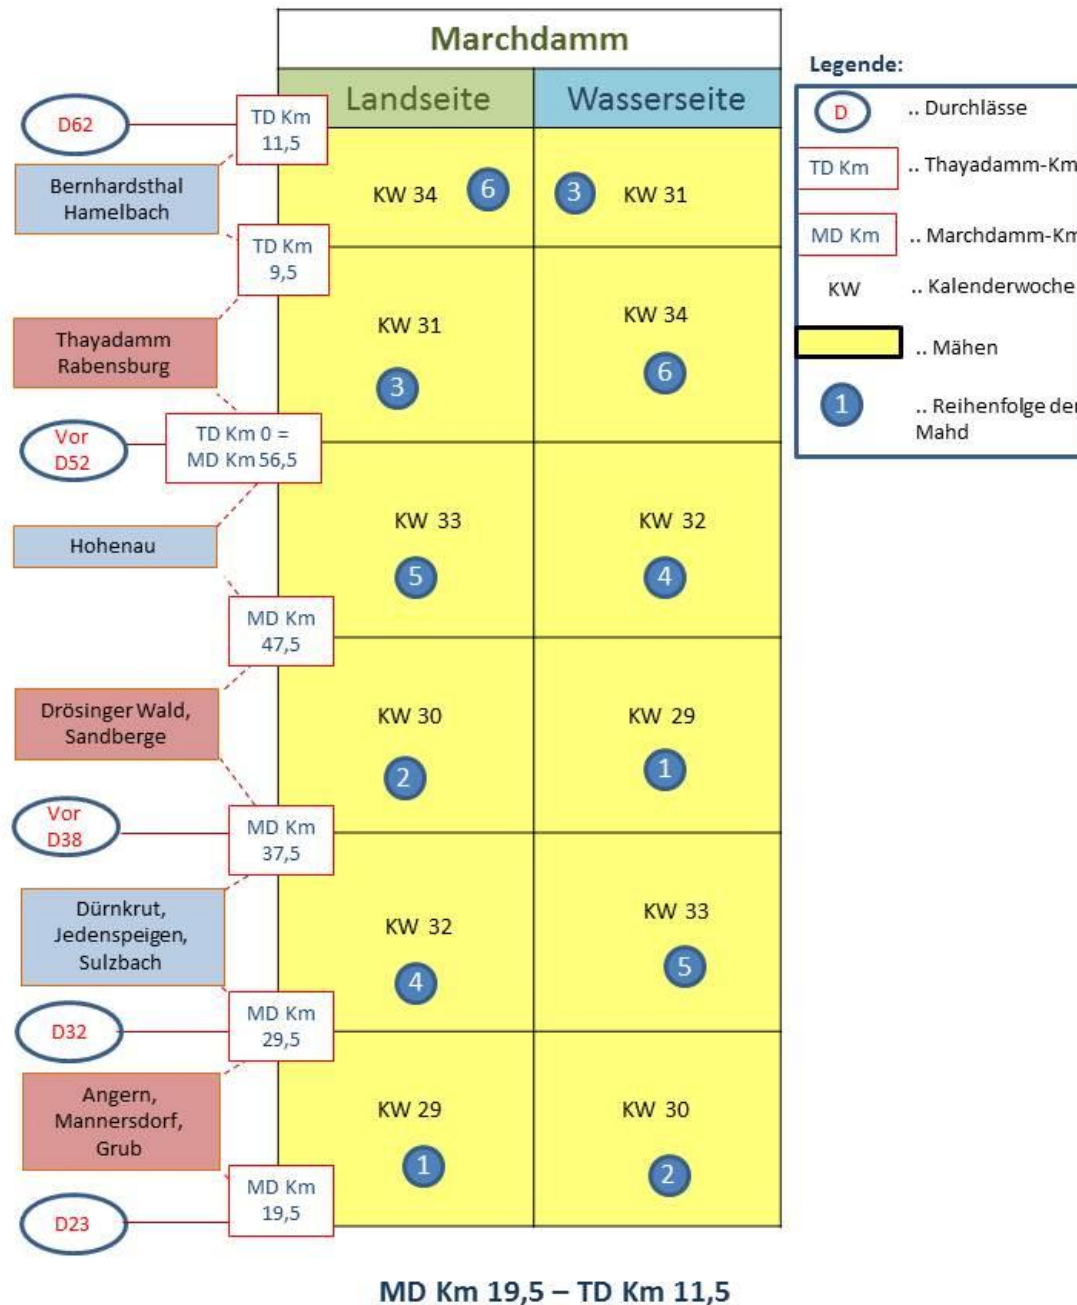 Marchdamm
Landseite
Wasserseite
D62
TD Km
11,5
Bernhardsthal
Hamelbach
KW 34
6
3
KW 31
TD Km
9,5
Thayadamm
Rabensburg
KW 31
3
KW 34
6
Vor
D52
TD Km 0 =
MD Km 56,5
Hohenau
KW 33
5
KW 32
4
MD Km
47,5
Drösinger Wald,
Sandberge
KW 30
2
KW 29
1
Vor
D38
MD Km
37,5
Dürnkrut,
Jedenspeigen,
Sulzbach
KW 32
4
KW 33
5
D32
MD Km
29,5
Angern,
Mannersdorf,
Grub
KW 29
1
KW 30
2
D23
MD Km
19,5
Legende:
D .. Durchlässe
TD Km .. Thayadamm-Km
MD Km .. Marchdamm-Km
KW .. Kalenderwoche
.. Mähen
1 .. Reihenfolge der
Mahd
MD Km 19,5 – TD Km 11,5